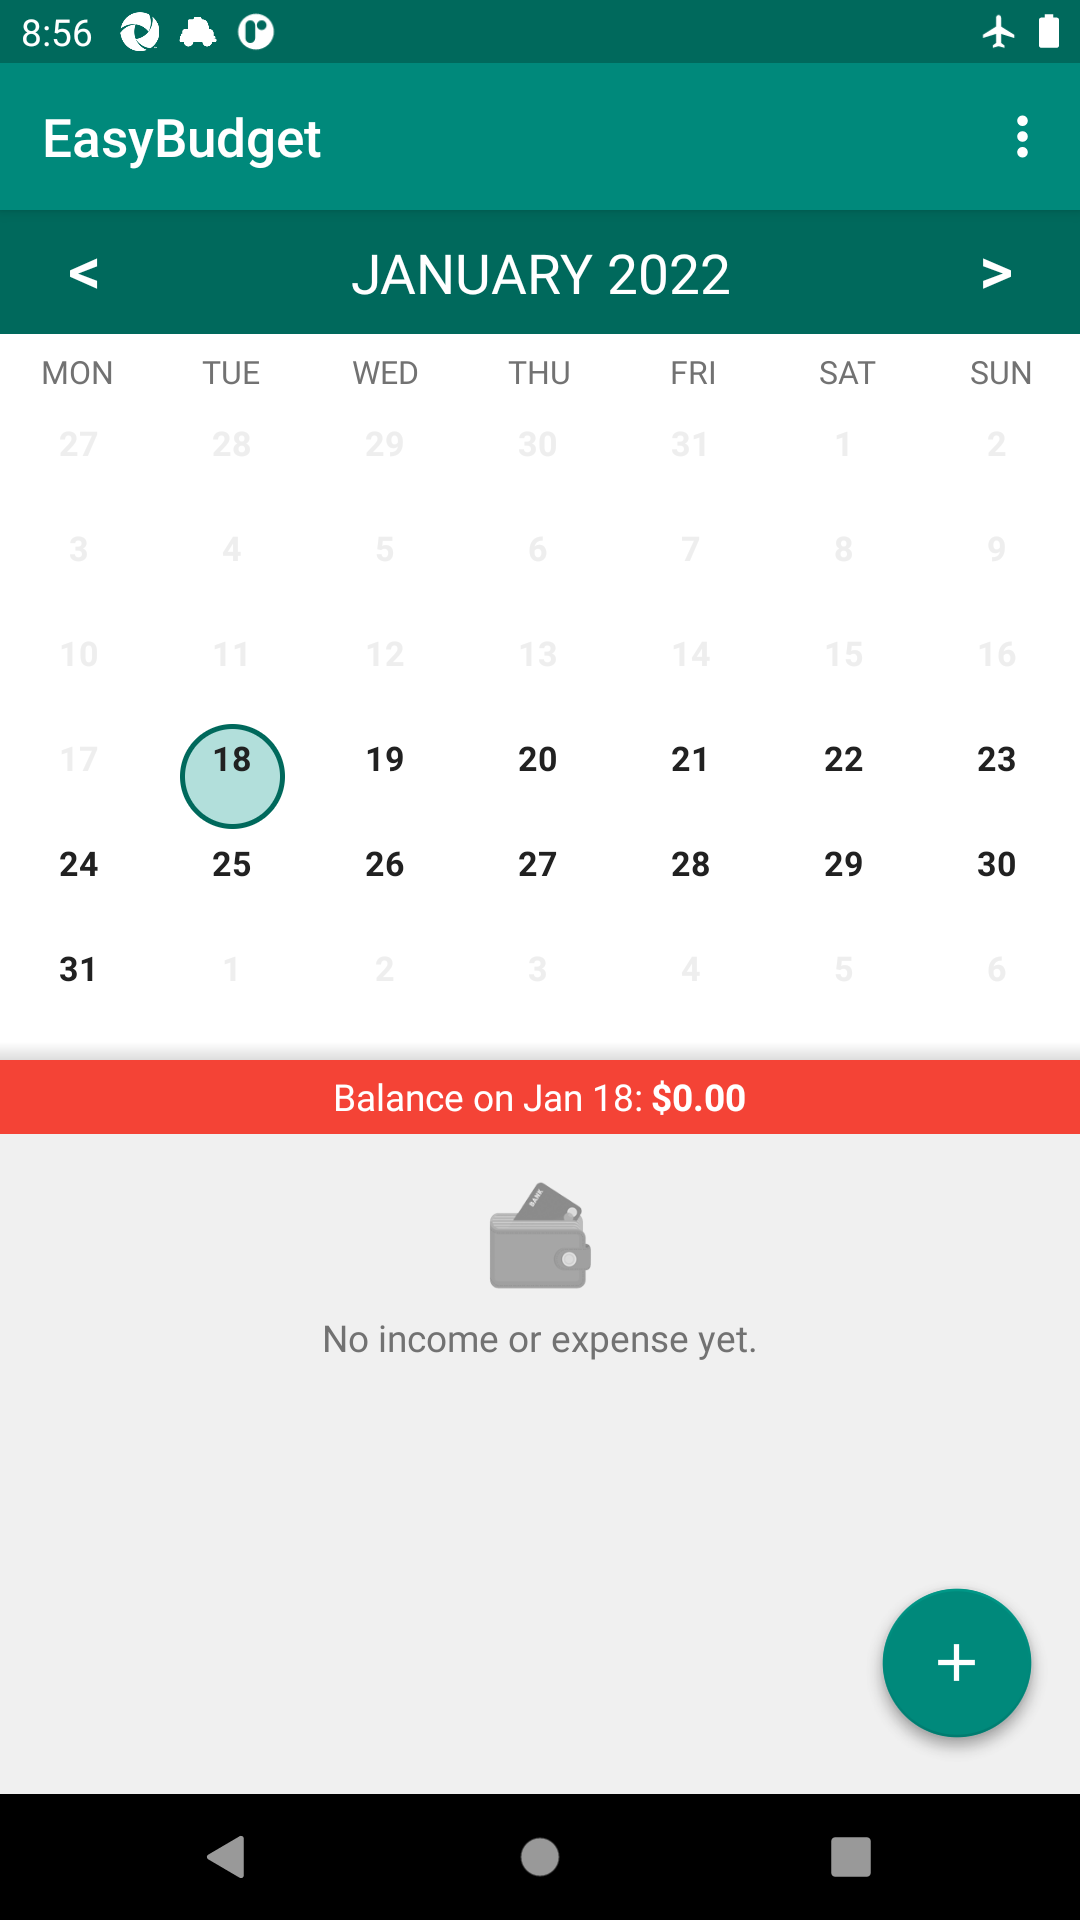 8:56
EasyBudget
< JANUARY 2022 >
MON TUE WED THU FRI SAT SUN
27 28 29 30 31 1 2
3 4 5 6 7 8 9
10 11 12 13 14 15 16
17 18 19 20 21 22 23
24 25 26 27 28 29 30
31 1 2 3 4 5 6
Balance on Jan 18: $0.00
BANK
No income or expense yet.
+